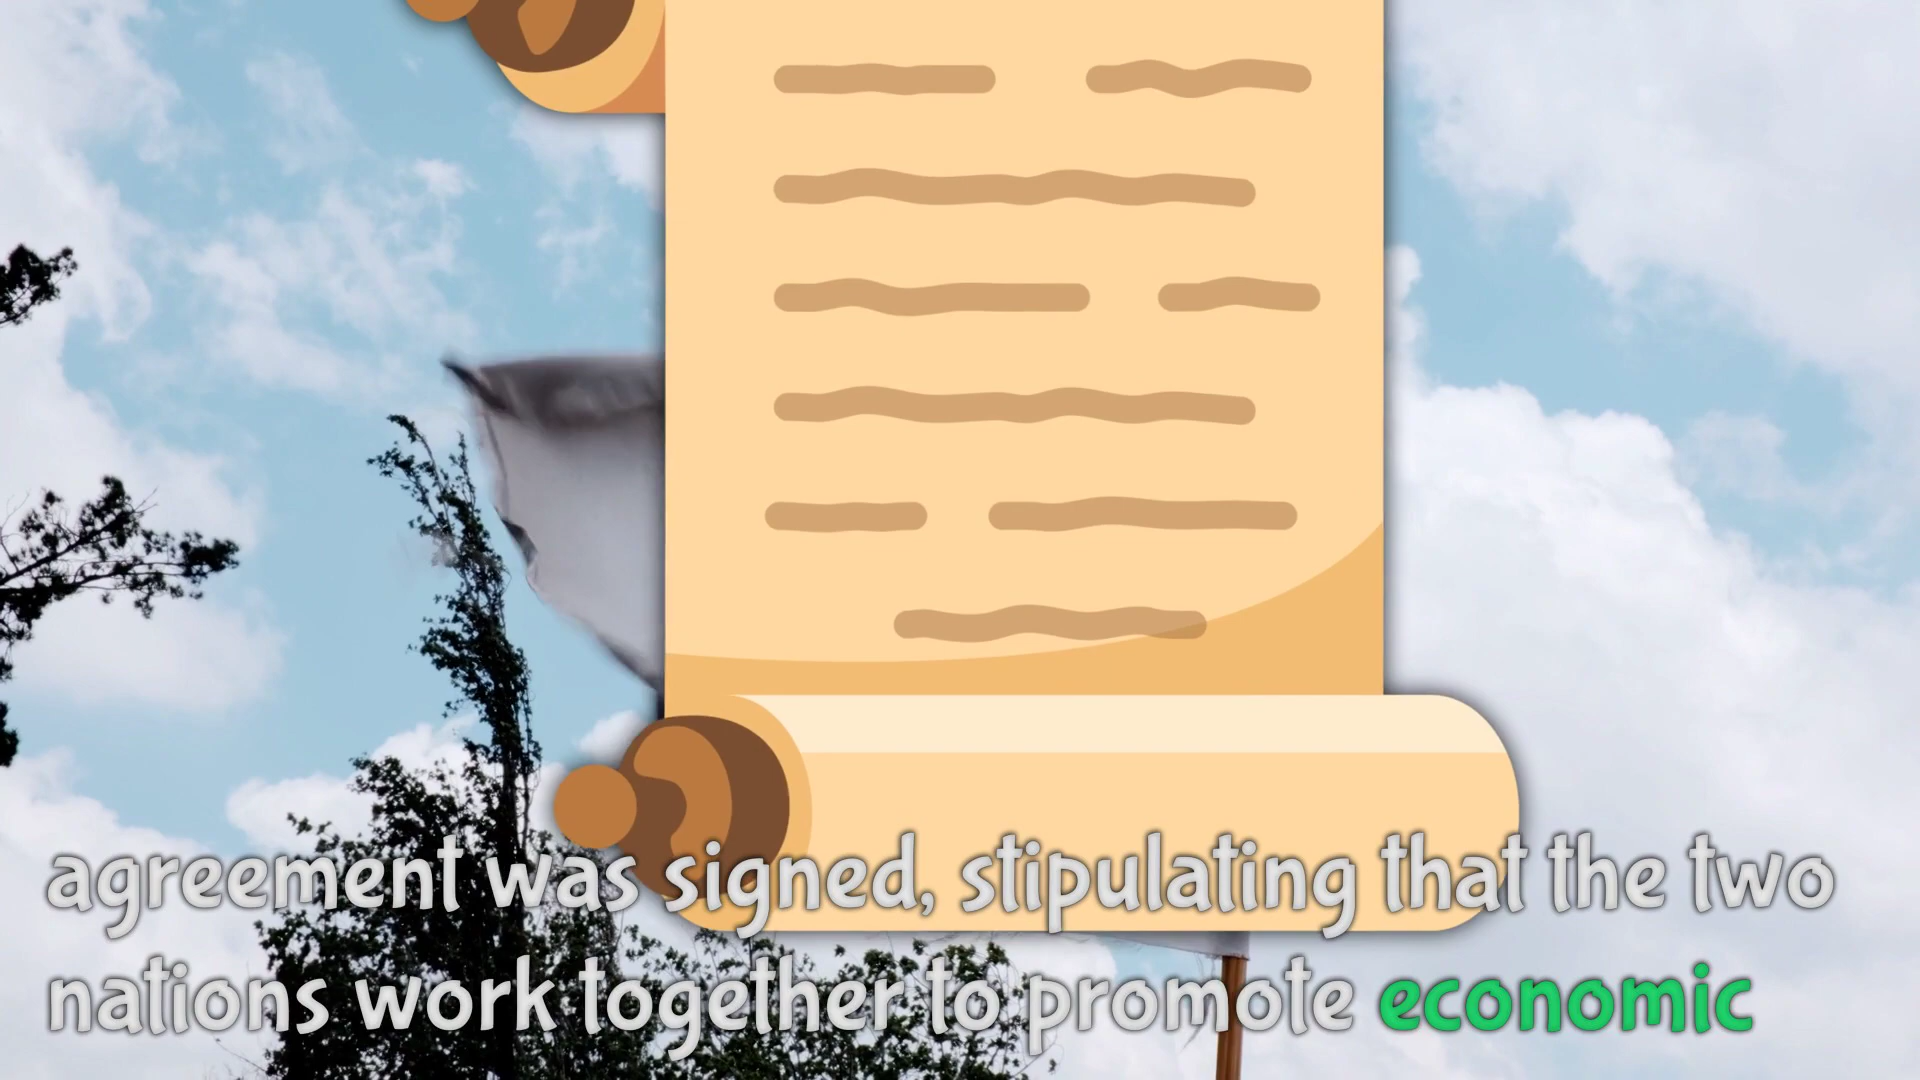 agreement was signed, stipulating that the two
nations work together to promote economic